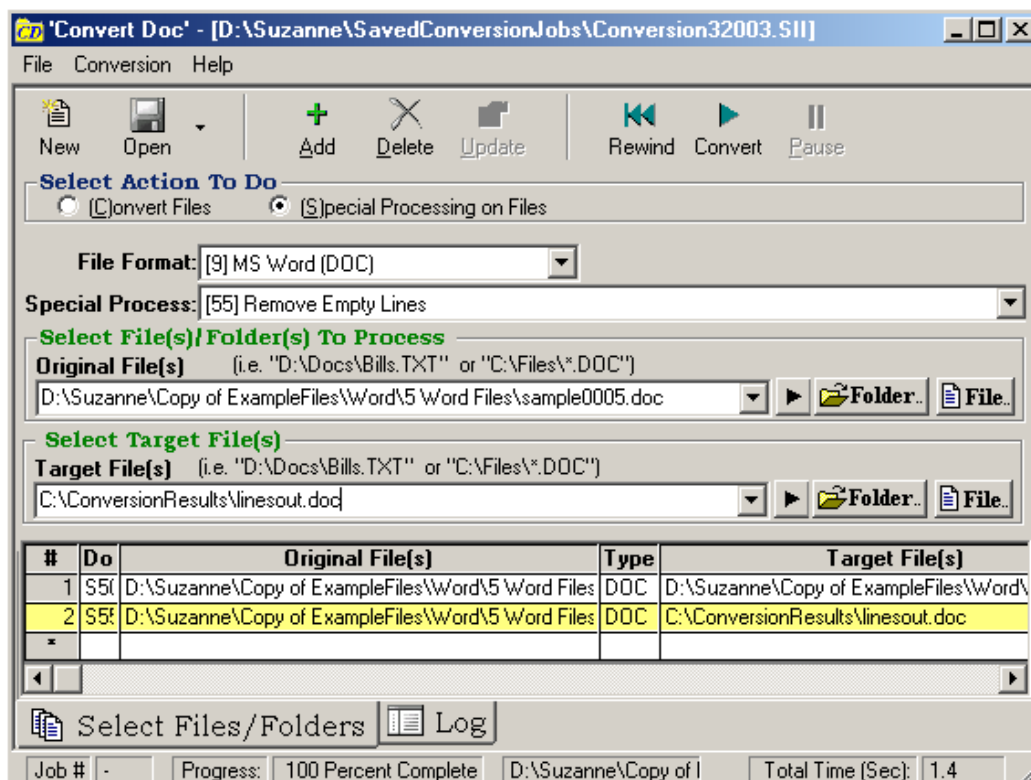 'Convert Doc' - [D:\Suzanne\SavedConversionJobs\Conversion32003.SII]
File Conversion Help
New Open Add Delete Update Rewind Convert Pause
Select Action To Do
(C)onvert Files (S)pecial Processing on Files
File Format: [9] MS Word (DOC)
Special Process: [55] Remove Empty Lines
Select File(s)/Folder(s) To Process
Original File(s) (i.e. "D:\Docs\Bills.TXT" or "C:\Files\*.DOC")
D:\Suzanne\Copy of ExampleFiles\Word\5 Word Files\sample0005.doc Folder.. File..
Select Target File(s)
Target File(s) (i.e. "D:\Docs\Bills.TXT" or "C:\Files\*.DOC")
C:\ConversionResults\linesout.doc Folder.. File..
# Do Original File(s) Type Target File(s)
1 D:\Suzanne\Copy of ExampleFiles\Word\5 Word Files DOC D:\Suzanne\Copy of ExampleFiles\Word\
2 D:\Suzanne\Copy of ExampleFiles\Word\5 Word Files DOC C:\ConversionResults\linesout.doc
*
Select Files/Folders Log
Job # - Progress: 100 Percent Complete D:\Suzanne\Copy of Total Time (Sec): 1.4